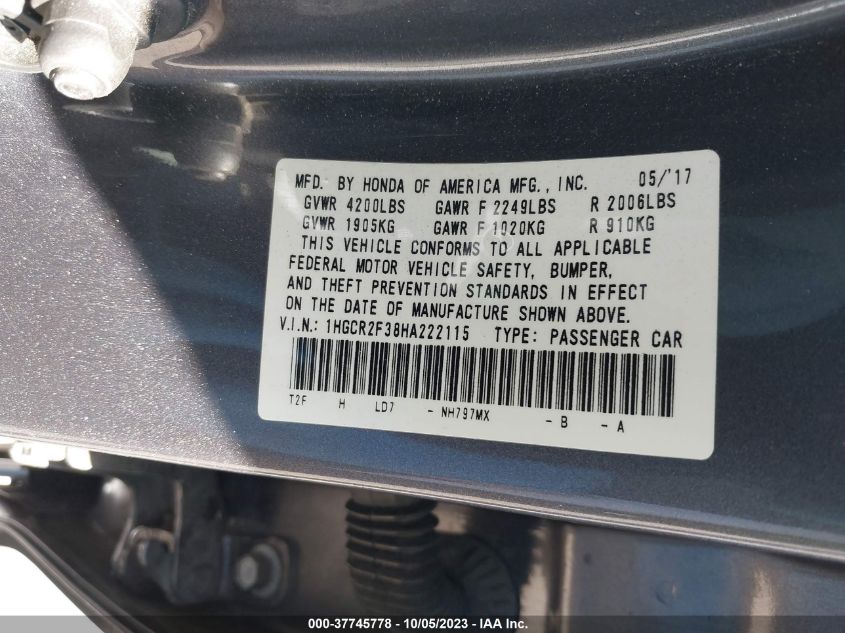 MFD. BY HONDA OF AMERICA MFG., INC. 05/'17
GVWR 4200LBS GAWR F 2249LBS R 2006LBS
GVWR 1905KG GAWR F 1020KG R 910KG
THIS VEHICLE CONFORMS TO ALL APPLICABLE
FEDERAL MOTOR VEHICLE SAFETY, BUMPER,
AND THEFT PREVENTION STANDARDS IN EFFECT
ON THE DATE OF MANUFACTURE SHOWN ABOVE.
V.I.N.: 1HGCR2F38HA222115 TYPE: PASSENGER CAR
T2F H LD7 - NH797MX - B - A
000-37745778 - 10/05/2023 - IAA Inc.